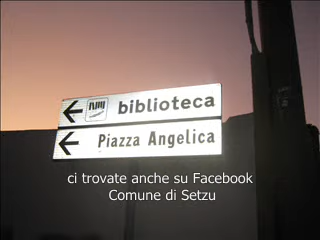 biblioteca
Piazza Angelica
ci trovate anche su Facebook
Comune di Setzu